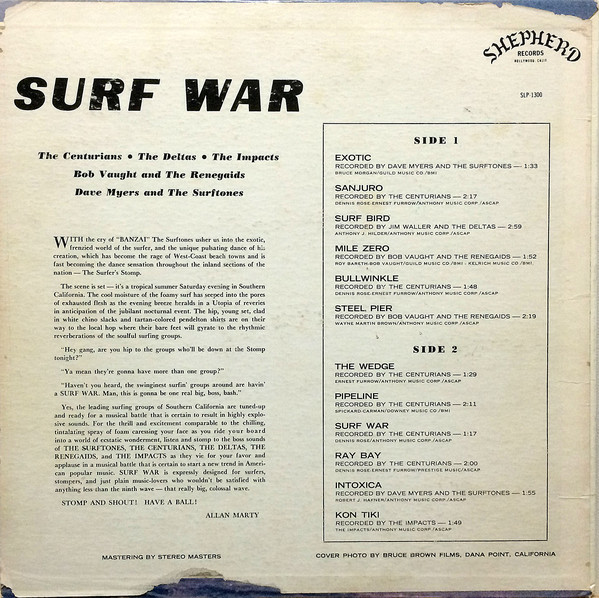 SHEPHERD
RECORDS
HOLLYWOOD, CALIF
SLP-1300
SURF WAR
The Centurians • The Deltas • The Impacts
Bob Vaught and The Renegaids
Dave Myers and The Surftones
WITH the cry of "BANZAI" The Surftones usher us into the exotic,
frenzied world of the surfer, and the unique pulsating dance of his
creation, which has become the rage of West-Coast beach towns and is
fast becoming the dance sensation throughout the inland sections of the
nation — The Surfer's Stomp.
The scene is set — it's a tropical summer Saturday evening in Southern
California. The cool moisture of the foamy surf has seeped into the pores
of exhausted flesh as the evening breeze heralds in a Utopia of reveries
in anticipation of the jubilant nocturnal event. The hip, young set, clad
in white chino slacks and tartan-colored pendelton shirts are on their
way to the local hop where their bare feet will gyrate to the rhythmic
reverberations of the soulful surfing groups.
"Hey gang, are you hip to the groups who'll be down at the Stomp
tonight?"
"Ya mean they're gonna have more than one group?"
"Haven't you heard, the swinginest surfin' groups around are havin'
a SURF WAR. Man, this is gonna be one real big, boss, bash."
Yes, the leading surfing groups of Southern California are tuned-up
and ready for a musical battle that is certain to result in highly explo-
sive sounds. For the thrill and excitement comparable to the chilling,
tintalating spray of foam caressing your face as you ride your board
into a world of ecstatic wonderment, listen and stomp to the boss sounds
of THE SURFTONES, THE CENTURIANS, THE DELTAS, THE
RENEGAIDS, and THE IMPACTS as they vie for your favor and
applause in a musical battle that is certain to start a new trend in Ameri-
can popular music. SURF WAR is expressly designed for surfers,
stompers, and just plain music-lovers who wouldn't be satisfied with
anything less than the ninth wave — that really big, colossal wave.
STOMP AND SHOUT! HAVE A BALL!
ALLAN MARTY
MASTERING BY STEREO MASTERS
SIDE 1
EXOTIC
RECORDED BY DAVE MYERS AND THE SURFTONES — 1:33
BRUCE MORGAN/GUILD MUSIC CO./BMI
SANJURO
RECORDED BY THE CENTURIANS — 2:17
DENNIS ROSE-ERNEST FURROW/ANTHONY MUSIC CORP./ASCAP
SURF BIRD
RECORDED BY JIM WALLER AND THE DELTAS — 2:59
ANTHONY J. HILDER/ANTHONY MUSIC CORP./ASCAP
MILE ZERO
RECORDED BY BOB VAUGHT AND THE RENEGAIDS — 1:52
ROY BARETH-BOB VAUGHT/GUILD MUSIC CO./BMI - KELRICH MUSIC CO./BMI
BULLWINKLE
RECORDED BY THE CENTURIANS — 1:48
DENNIS ROSE-ERNEST FURROW/ANTHONY MUSIC CORP./ASCAP
STEEL PIER
RECORDED BY BOB VAUGHT AND THE RENEGAIDS — 2:19
WAYNE MARTIN BROWN/ANTHONY MUSIC CORP./ASCAP
SIDE 2
THE WEDGE
RECORDED BY THE CENTURIANS — 1:29
ERNEST FURROW/ANTHONY MUSIC CORP./ASCAP
PIPELINE
RECORDED BY THE CENTURIANS — 2:11
SPICKARD-CARMAN/DOWNEY MUSIC CO./BMI
SURF WAR
RECORDED BY THE CENTURIANS — 1:17
DENNIS ROSE/ANTHONY MUSIC CORP./ASCAP
RAY BAY
RECORDED BY THE CENTURIANS — 2:00
DENNIS ROSE-ERNEST FURROW/PRESTIGE MUSIC/ASCAP
INTOXICA
RECORDED BY DAVE MYERS AND THE SURFTONES — 1:55
ROBERT J. HAFNER/ANTHONY MUSIC CORP./ASCAP
KON TIKI
RECORDED BY THE IMPACTS — 1:49
THE IMPACTS/ANTHONY MUSIC CORP./ASCAP
COVER PHOTO BY BRUCE BROWN FILMS, DANA POINT, CALIFORNIA